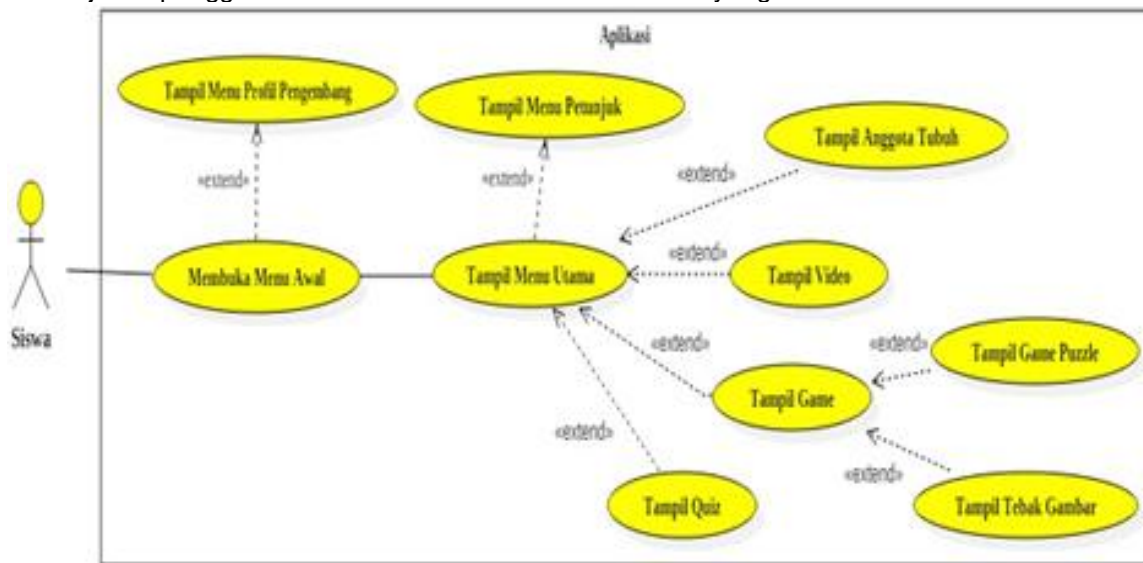 Aplikasi
Tampil Menu Profil Pengembang
Tampil Menu Petunjuk
Tampil Anggota Tubuh
«extend»
«extend»
«extend»
Siswa
Membuka Menu Awal
Tampil Menu Utama
«extend»
Tampil Video
«extend»
«extend»
Tampil Game Puzzle
Tampil Game
«extend»
«extend»
Tampil Quiz
Tampil Tebak Gambar